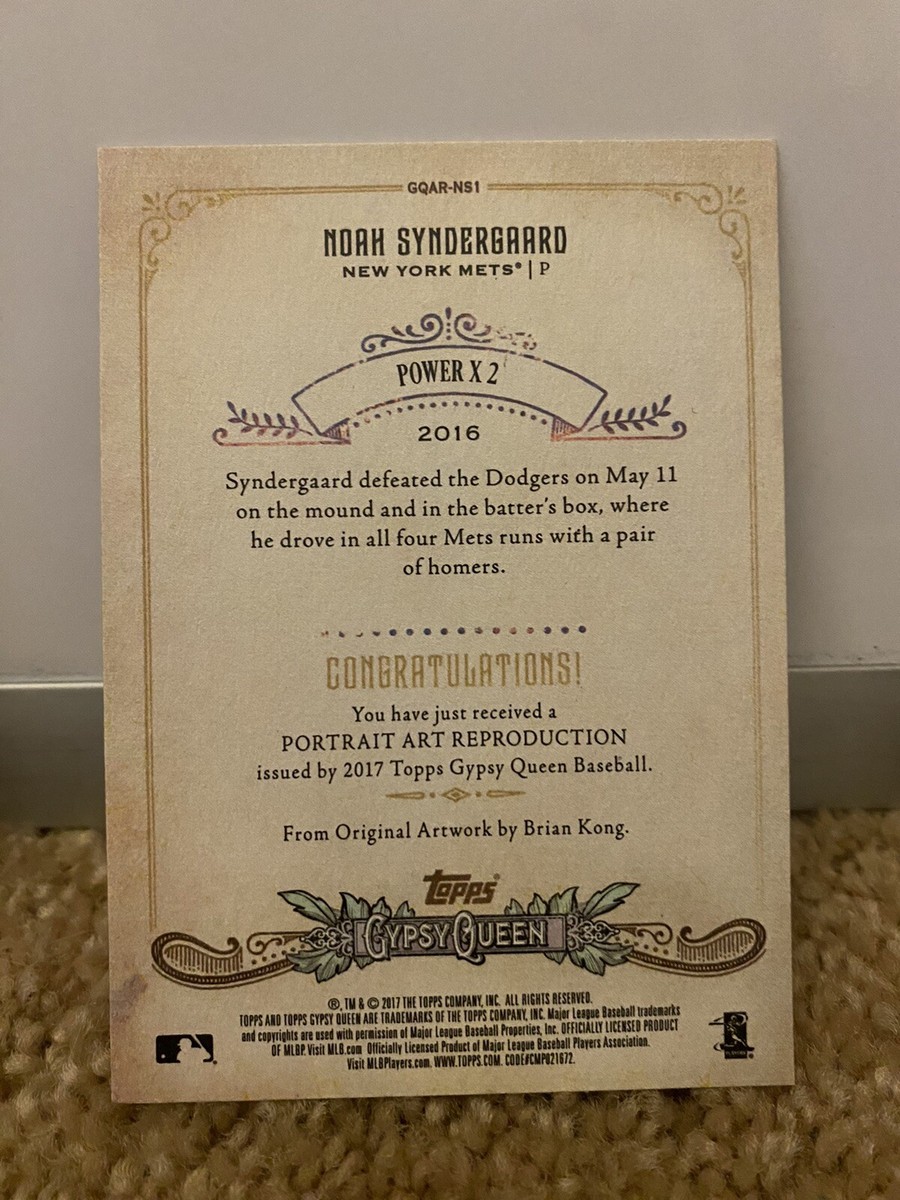 GQAR-NS1
NOAH SYNDERGAARD
NEW YORK METS® | P
POWER X 2
2016
Syndergaard defeated the Dodgers on May 11
on the mound and in the batter's box, where
he drove in all four Mets runs with a pair
of homers.
CONGRATULATIONS!
You have just received a
PORTRAIT ART REPRODUCTION
issued by 2017 Topps Gypsy Queen Baseball.
From Original Artwork by Brian Kong.
topps®
GYPSY QUEEN
®, TM & © 2017 THE TOPPS COMPANY, INC. ALL RIGHTS RESERVED.
TOPPS AND TOPPS GYPSY QUEEN ARE TRADEMARKS OF THE TOPPS COMPANY, INC. Major League Baseball trademarks
and copyrights are used with permission of Major League Baseball Properties, Inc. OFFICIALLY LICENSED PRODUCT
OF MLBP. Visit MLB.com Officially Licensed Product of Major League Baseball Players Association.
Visit MLBPlayers.com. WWW.TOPPS.COM. CODE#CMP021672.